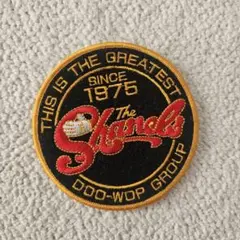 THIS IS THE GREATEST
SINCE
1975
The
Shanels
DOO-WOP GROUP